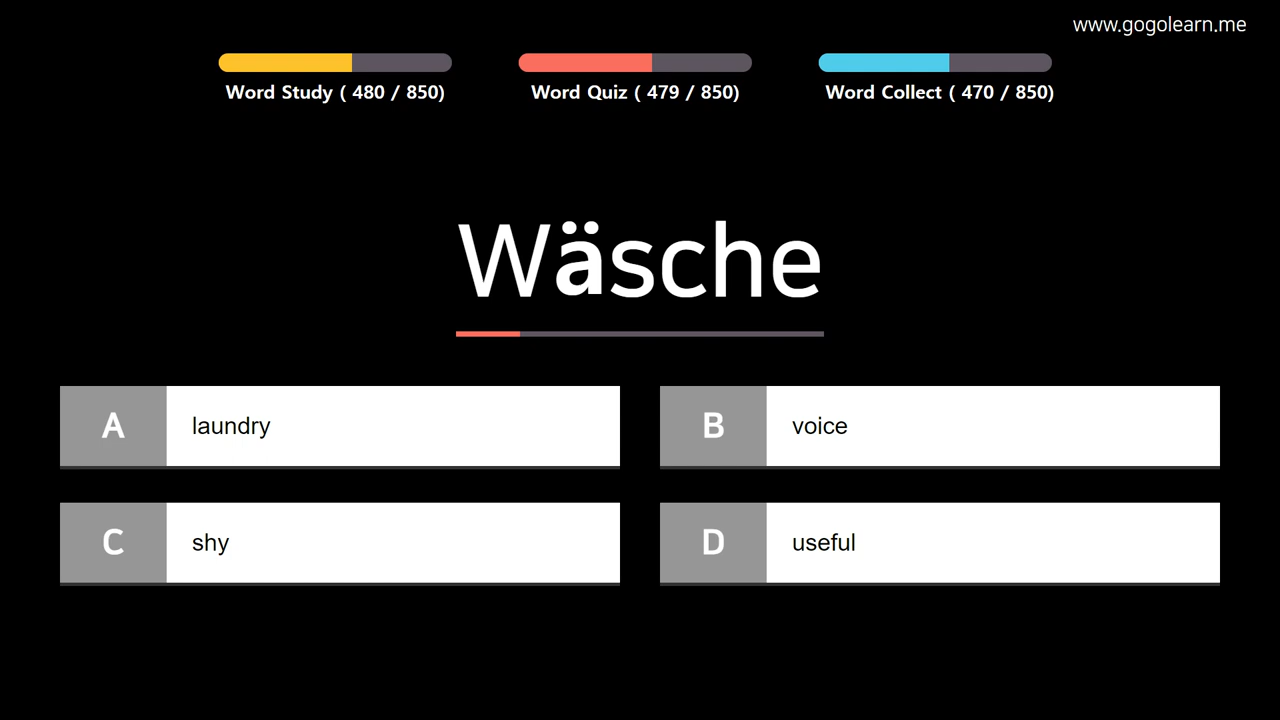 www.gogolearn.me
Word Study ( 480 / 850)
Word Quiz ( 479 / 850)
Word Collect ( 470 / 850)
Wäsche
A laundry
B voice
C shy
D useful